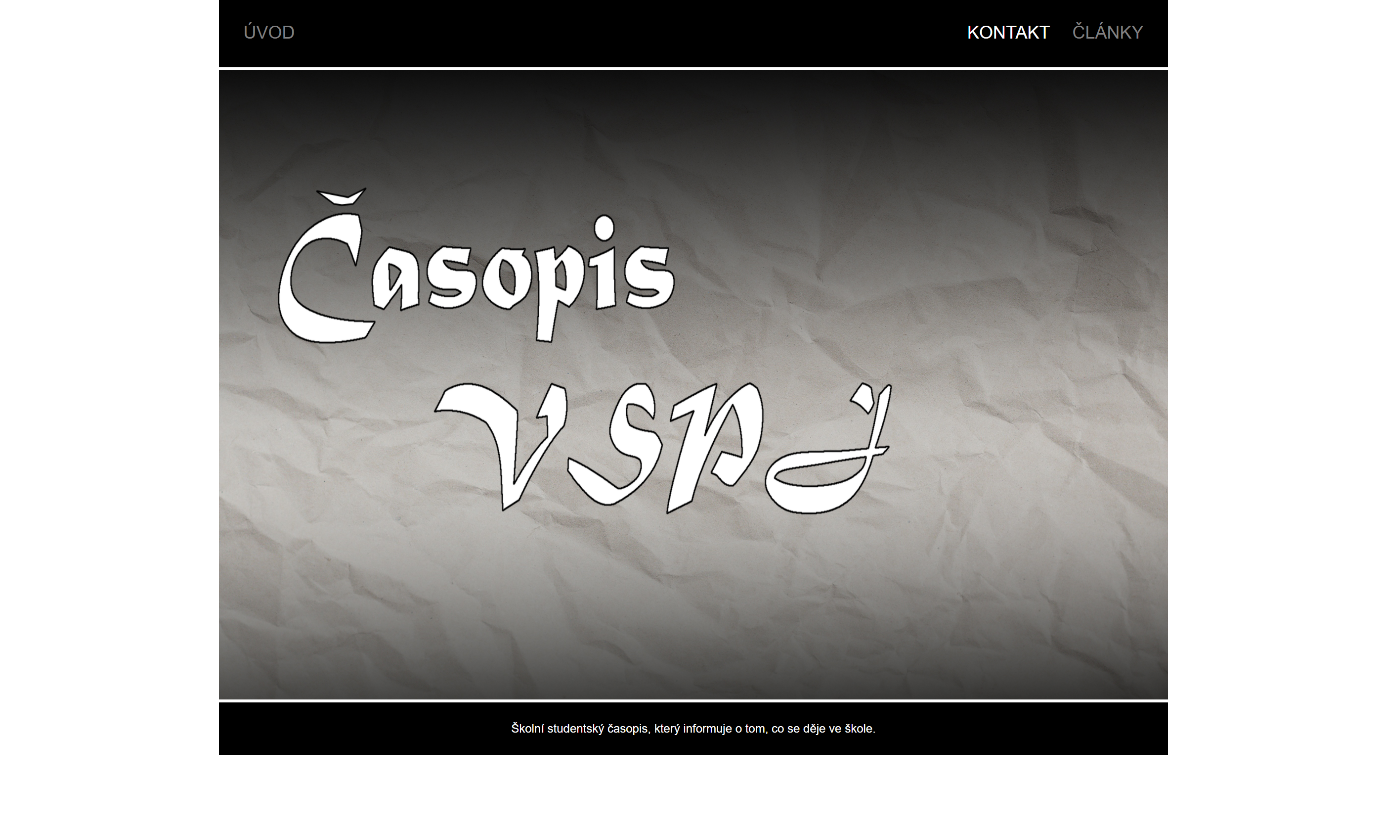 ÚVOD KONTAKT ČLÁNKY
Časopis
VSPJ
Školní studentský časopis, který informuje o tom, co se děje ve škole.